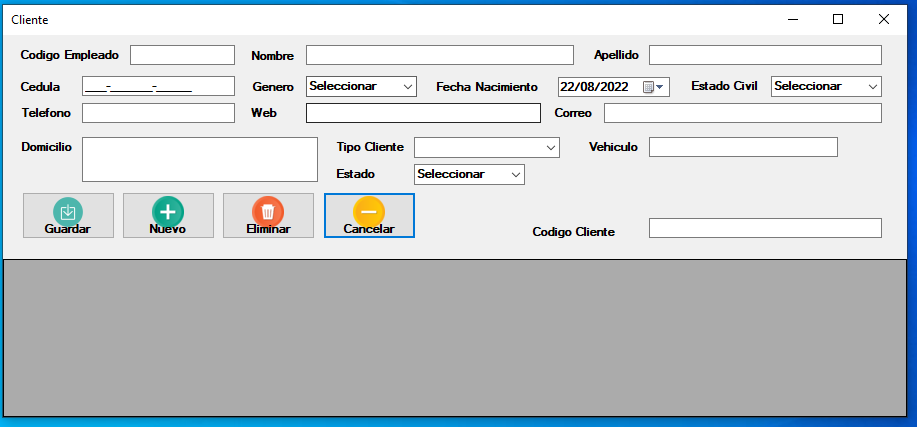 Cliente
Codigo Empleado Nombre Apellido
Cedula ___-______-_____ Genero Seleccionar Fecha Nacimiento 22/08/2022 Estado Civil Seleccionar
Telefono Web Correo
Domicilio Tipo Cliente Vehiculo
Estado Seleccionar
Guardar Nuevo Eliminar Cancelar Codigo Cliente